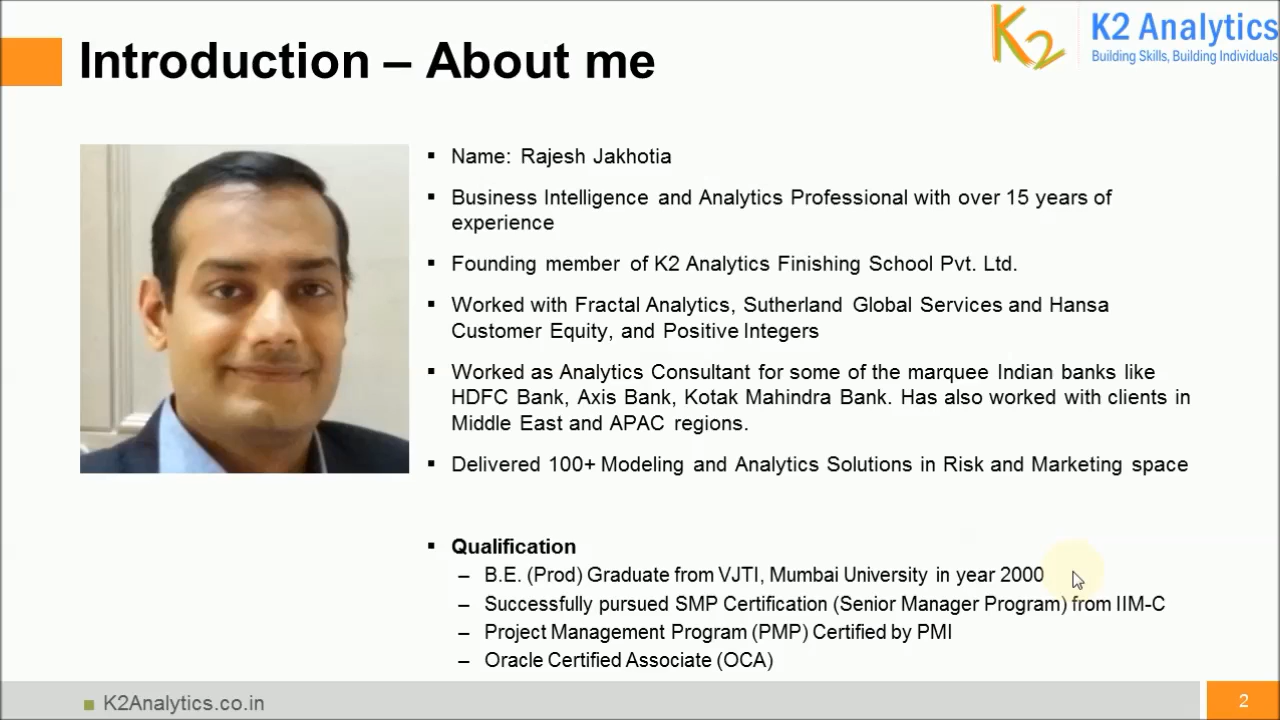 K2 Analytics
Building Skills, Building Individuals
Introduction – About me
Name: Rajesh Jakhotia
Business Intelligence and Analytics Professional with over 15 years of
experience
Founding member of K2 Analytics Finishing School Pvt. Ltd.
Worked with Fractal Analytics, Sutherland Global Services and Hansa
Customer Equity, and Positive Integers
Worked as Analytics Consultant for some of the marquee Indian banks like
HDFC Bank, Axis Bank, Kotak Mahindra Bank. Has also worked with clients in
Middle East and APAC regions.
Delivered 100+ Modeling and Analytics Solutions in Risk and Marketing space
Qualification
– B.E. (Prod) Graduate from VJTI, Mumbai University in year 2000
– Successfully pursued SMP Certification (Senior Manager Program) from IIM-C
– Project Management Program (PMP) Certified by PMI
– Oracle Certified Associate (OCA)
K2Analytics.co.in
2